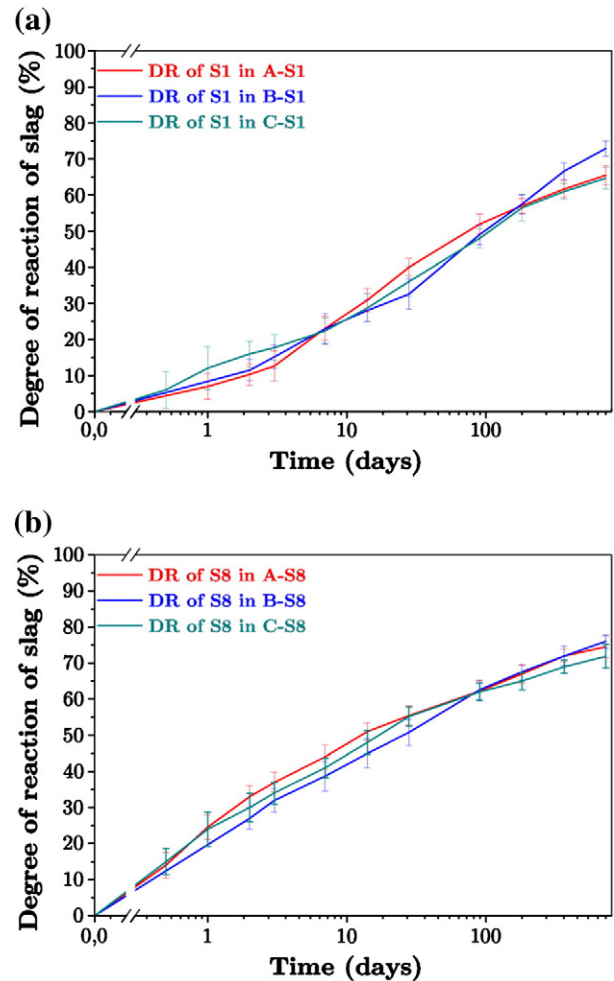 (a)
100
90
80
70
60
50
40
30
20
10
0
Degree of reaction of slag (%)
DR of S1 in A-S1
DR of S1 in B-S1
DR of S1 in C-S1
0,0 1 10 100
Time (days)
(b)
100
90
80
70
60
50
40
30
20
10
0
Degree of reaction of slag (%)
DR of S8 in A-S8
DR of S8 in B-S8
DR of S8 in C-S8
0,0 1 10 100
Time (days)